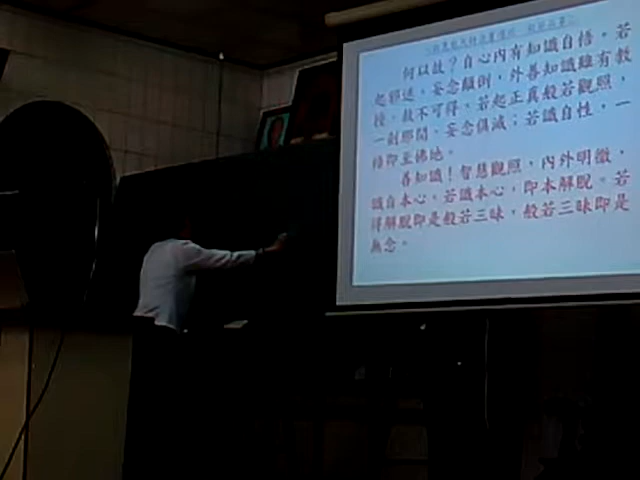 何以故？自心內有知識自悟。若
起邪迷，妄念顛倒，外善知識雖有教
授，救不可得。若起正真般若觀照，
一剎那間，妄念俱滅；若識自性，一
悟即至佛地。
善知識！智慧觀照，內外明徹，
識自本心，若識本心，即本解脫。若
得解脫即是般若三昧，般若三昧即是
無念。